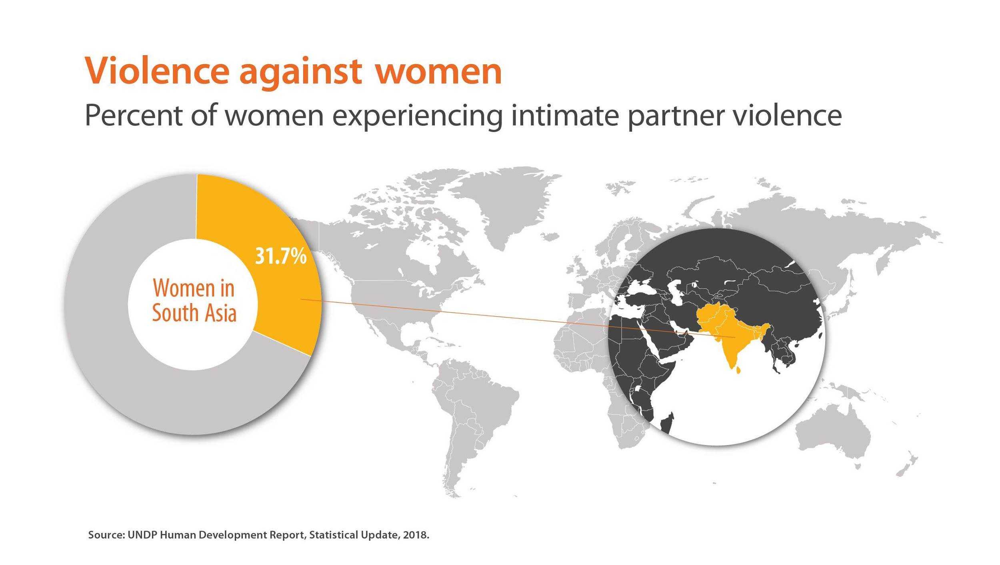 Violence against women
Percent of women experiencing intimate partner violence
31.7%
Women in
South Asia
Source: UNDP Human Development Report, Statistical Update, 2018.